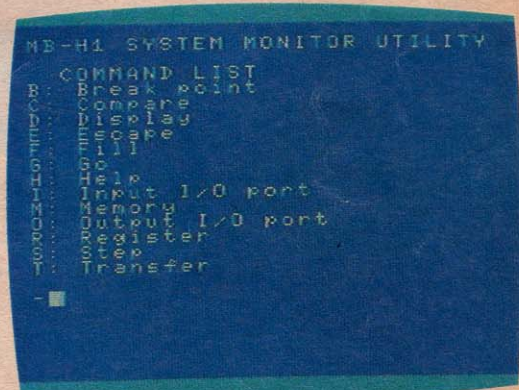 MB-H1 SYSTEM MONITOR UTILITY
COMMAND LIST
B: Break point
C: Compare
D: Display
E: Escape
F: Fill
G: Go
H: Help
I: Input I/O port
M: Memory
O: Output I/O port
R: Register
S: Step
T: Transfer
-